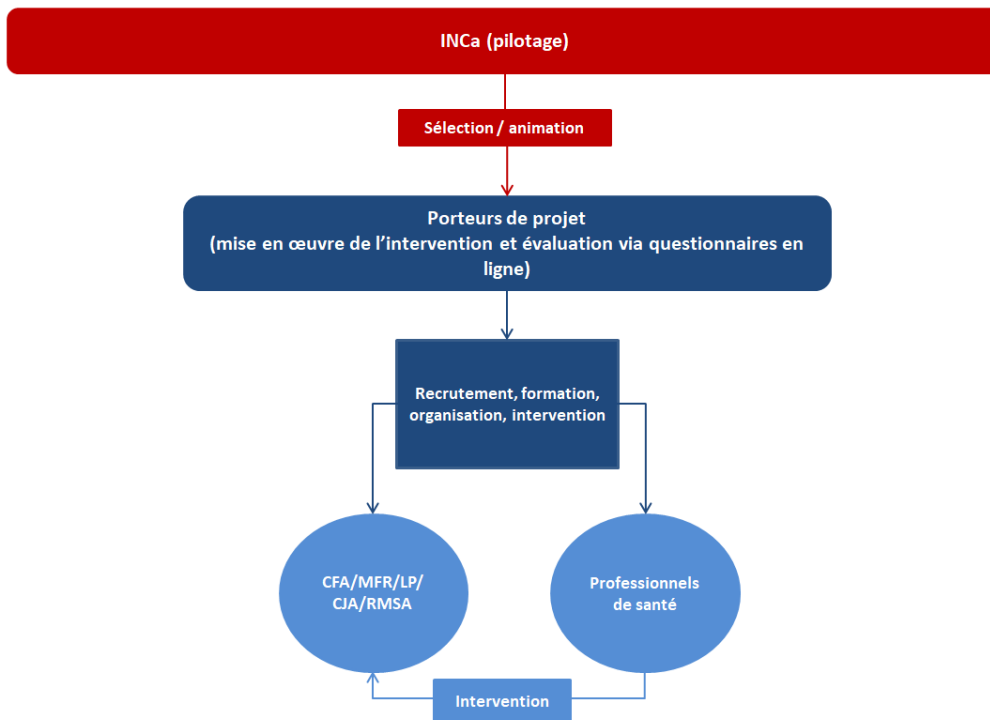 INCa (pilotage)
Sélection / animation
Porteurs de projet
(mise en œuvre de l’intervention et évaluation via questionnaires en
ligne)
Recrutement, formation,
organisation, intervention
CFA/MFR/LP/
CJA/RMSA
Professionnels
de santé
Intervention